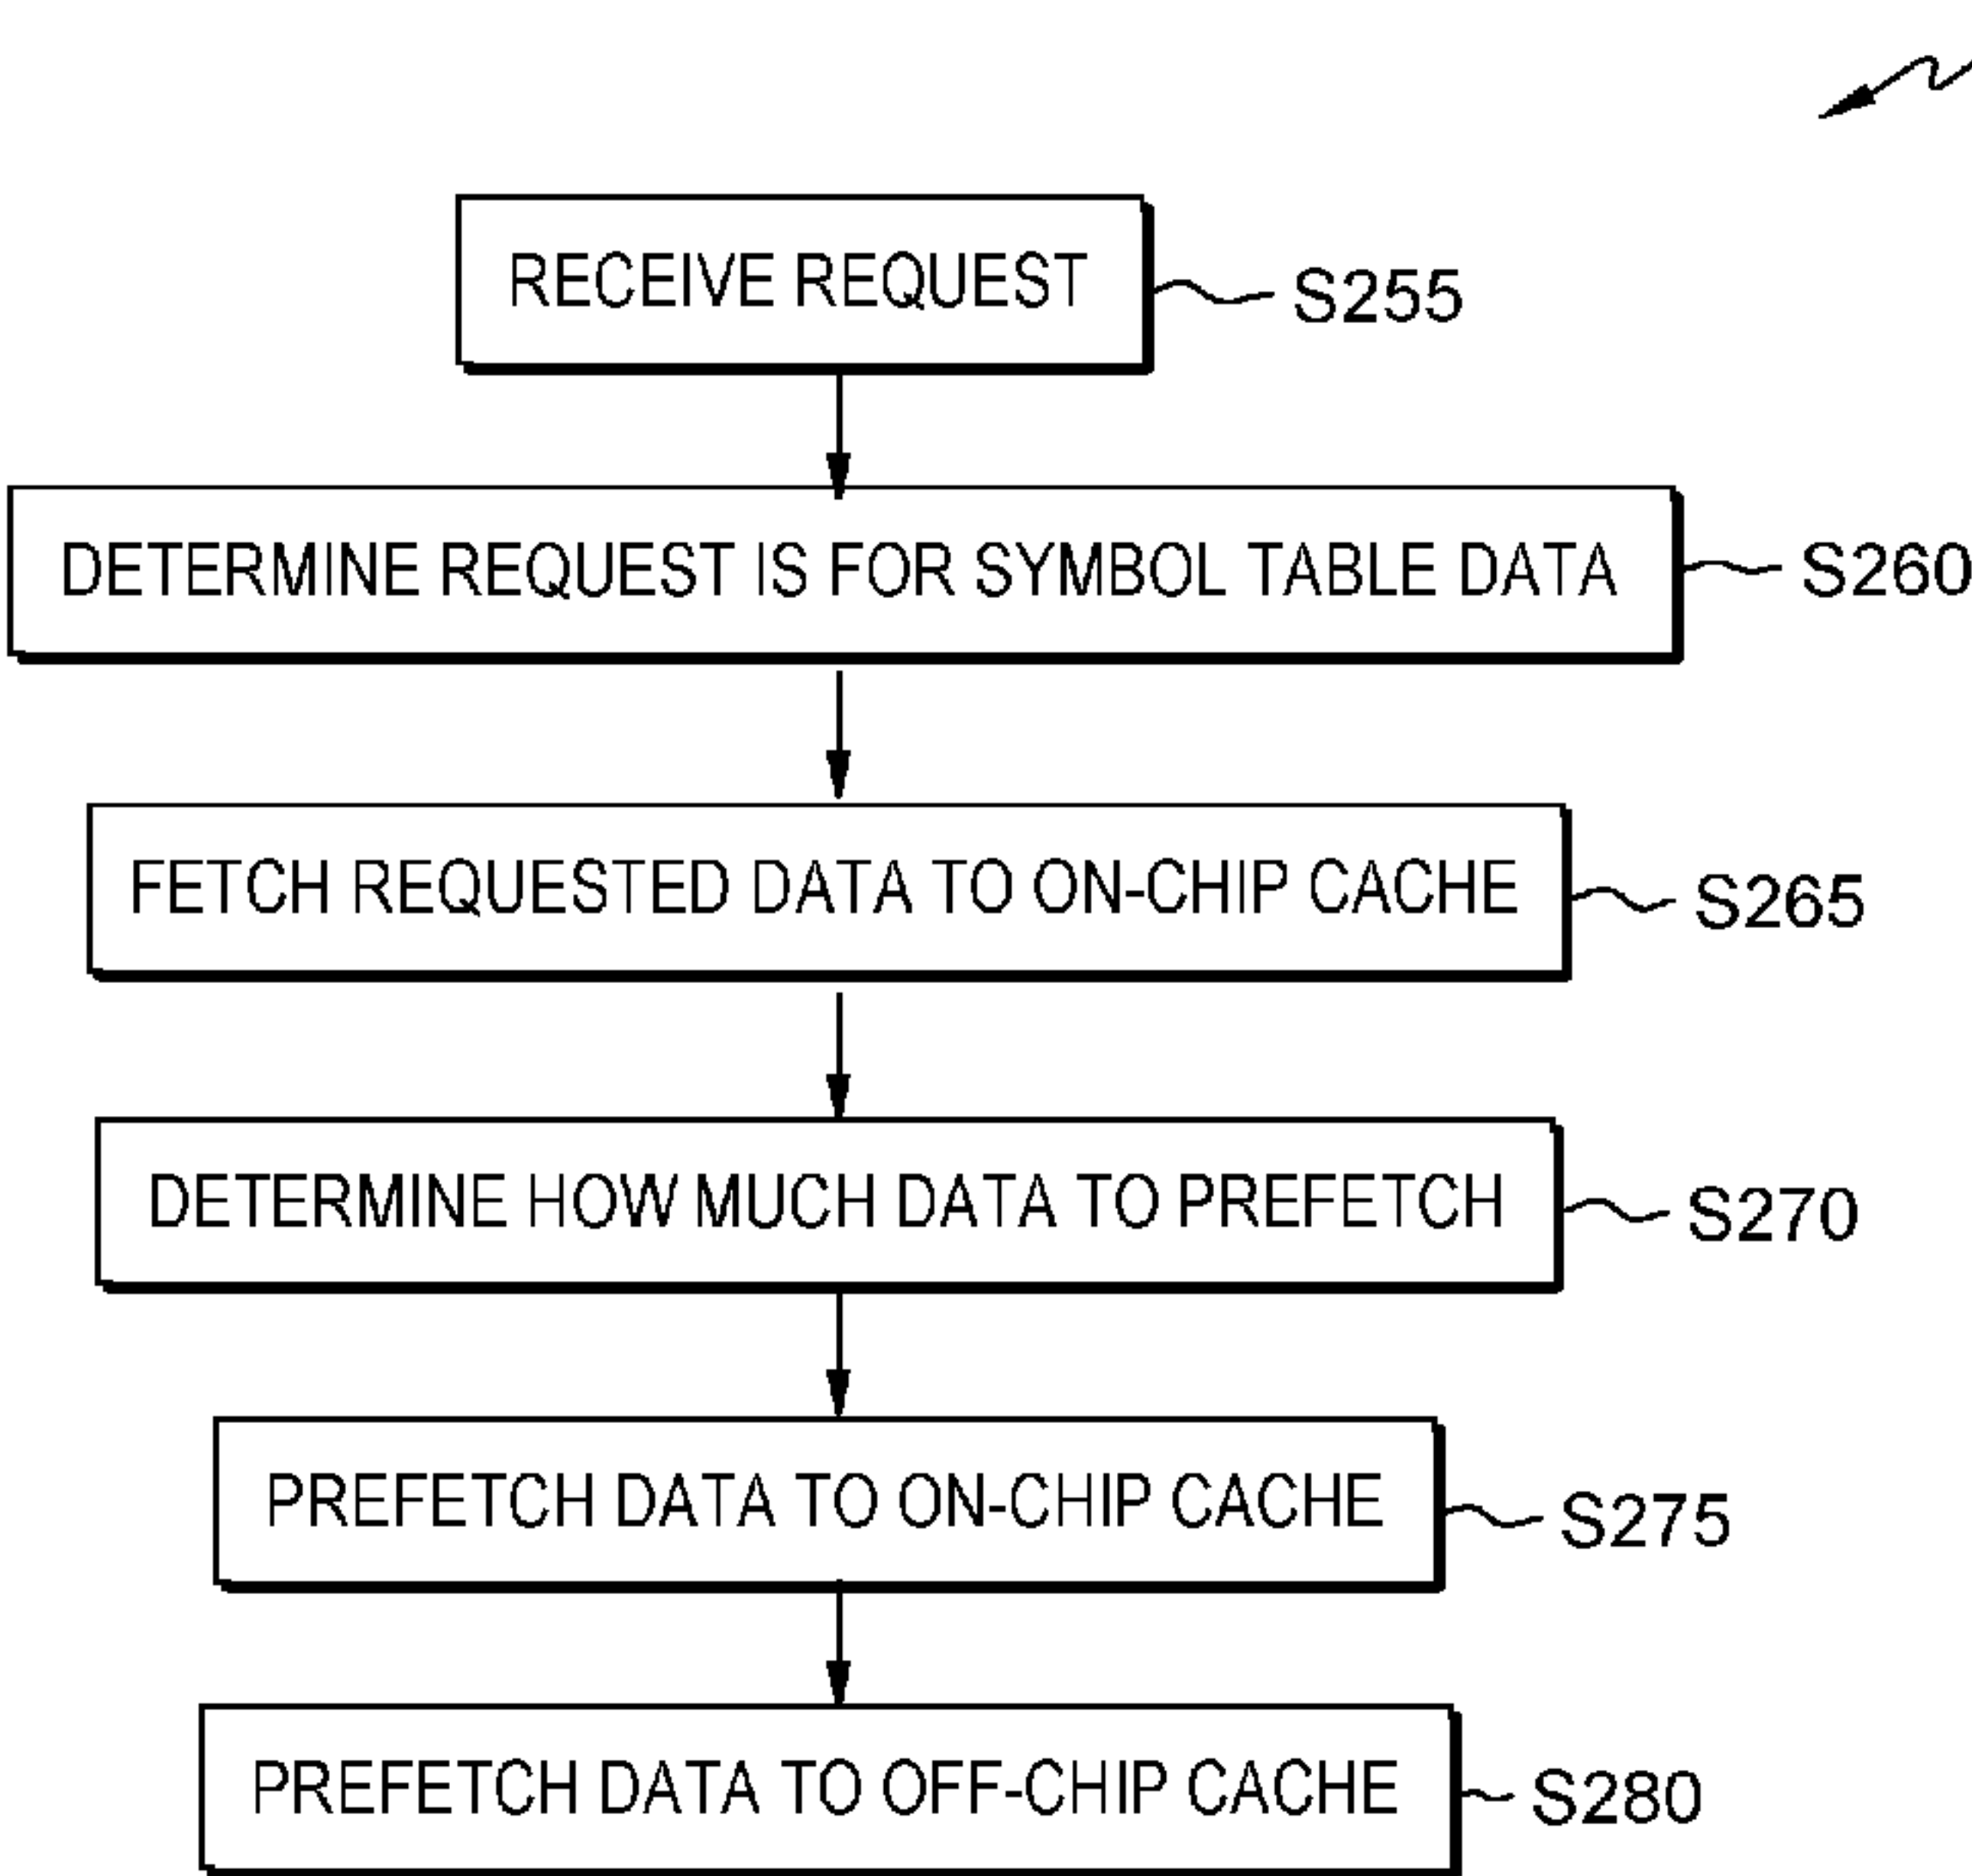 RECEIVE REQUEST
S255
DETERMINE REQUEST IS FOR SYMBOL TABLE DATA
S260
FETCH REQUESTED DATA TO ON-CHIP CACHE
S265
DETERMINE HOW MUCH DATA TO PREFETCH
S270
PREFETCH DATA TO ON-CHIP CACHE
S275
PREFETCH DATA TO OFF-CHIP CACHE
S280